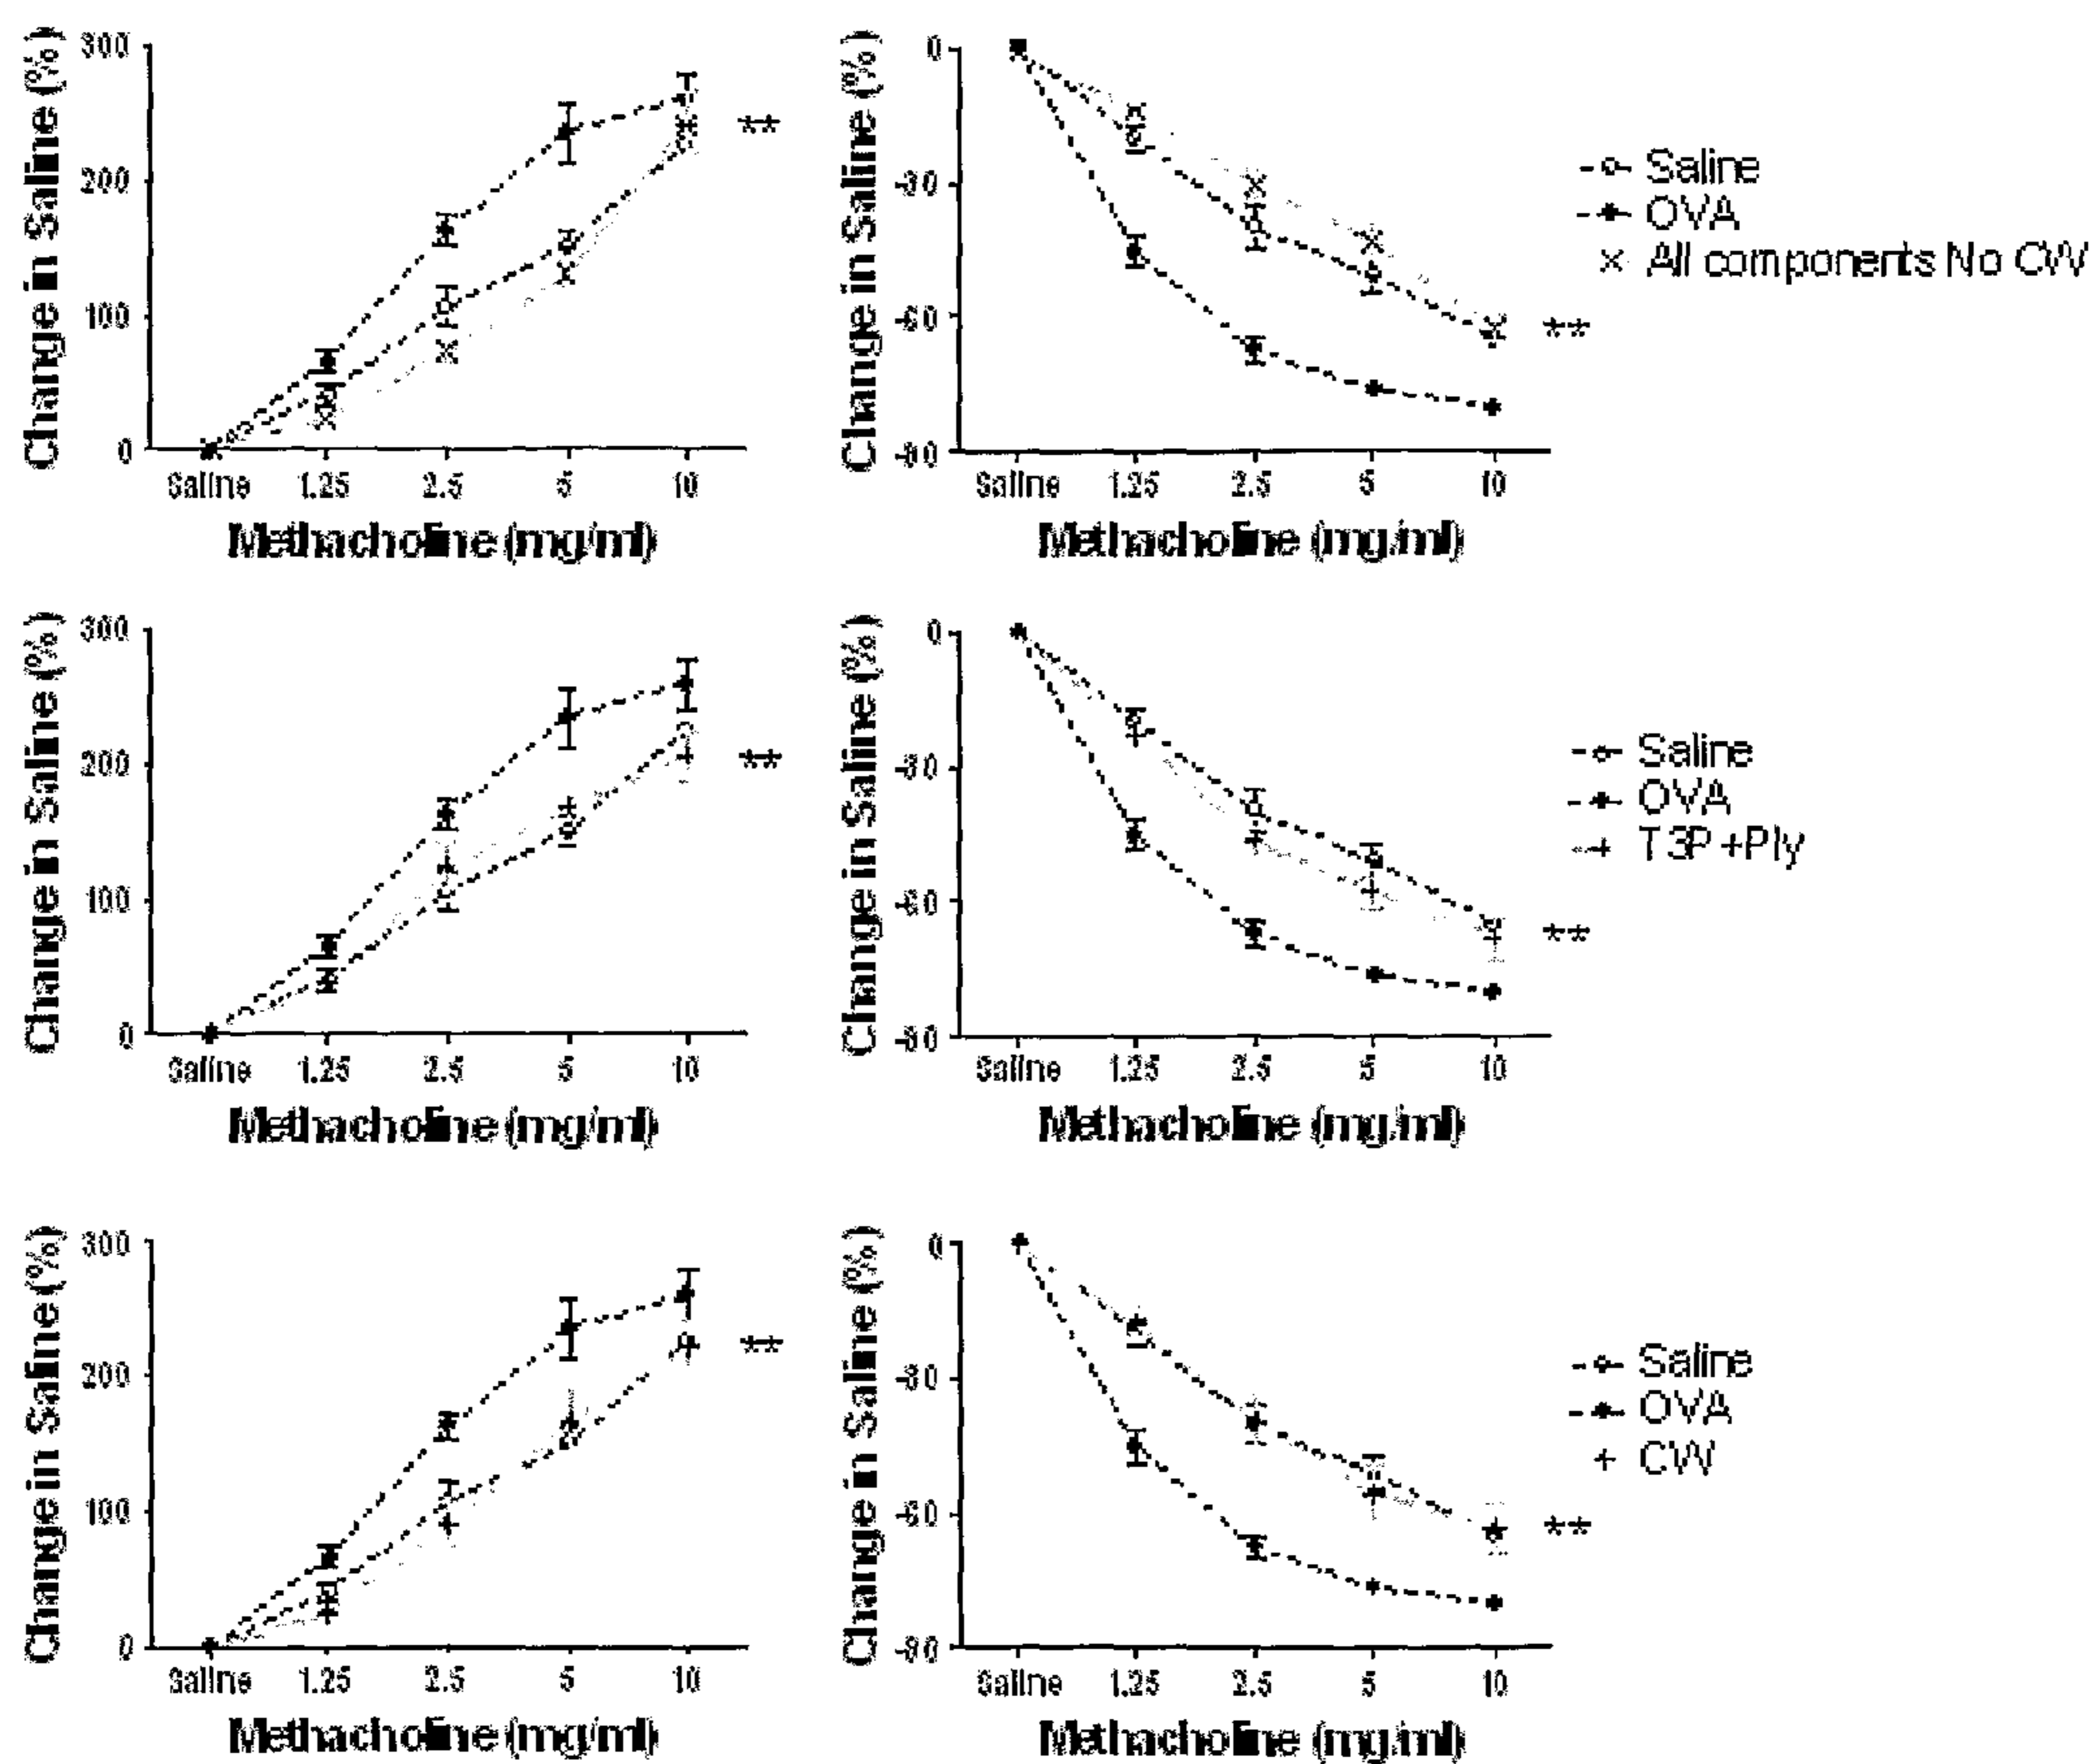 Change in Saline (%)
300
200
100
0
Saline 1.25 2.5 5 10
Methacholine (mg/ml)
**
Change in Saline (%)
0
-30
-60
-90
Saline 1.25 2.5 5 10
Methacholine (mg/ml)
**
Saline
OVA
All components No CW
Change in Saline (%)
300
200
100
0
Saline 1.25 2.5 5 10
Methacholine (mg/ml)
**
Change in Saline (%)
0
-30
-60
-90
Saline 1.25 2.5 5 10
Methacholine (mg/ml)
**
Saline
OVA
T3P+Ply
Change in Saline (%)
300
200
100
0
Saline 1.25 2.5 5 10
Methacholine (mg/ml)
**
Change in Saline (%)
0
-30
-60
-90
Saline 1.25 2.5 5 10
Methacholine (mg/ml)
**
Saline
OVA
CW